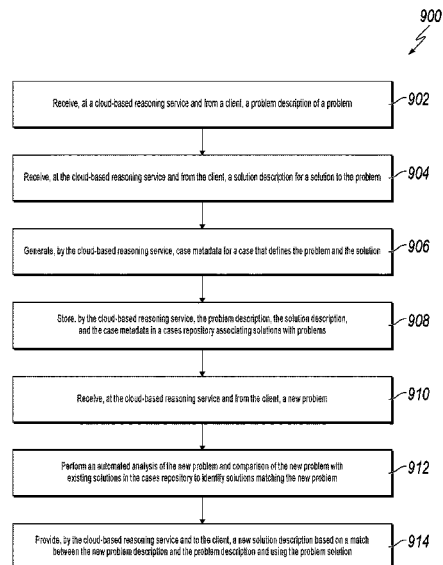 900
Receive, at a cloud-based reasoning service and from a client, a problem description of a problem
902
Receive, at the cloud-based reasoning service and from the client, a solution description for a solution to the problem
904
Generate, by the cloud-based reasoning service, case metadata for a case that defines the problem and the solution
906
Store, by the cloud-based reasoning service, the problem description, the solution description,
and the case metadata in a cases repository associating solutions with problems
908
Receive, at the cloud-based reasoning service and from the client, a new problem
910
Perform an automated analysis of the new problem and comparison of the new problem with
existing solutions in the cases repository to identify solutions matching the new problem
912
Provide, by the cloud-based reasoning service and to the client, a new solution description based on a match
between the new problem description and the problem description and using the problem solution
914